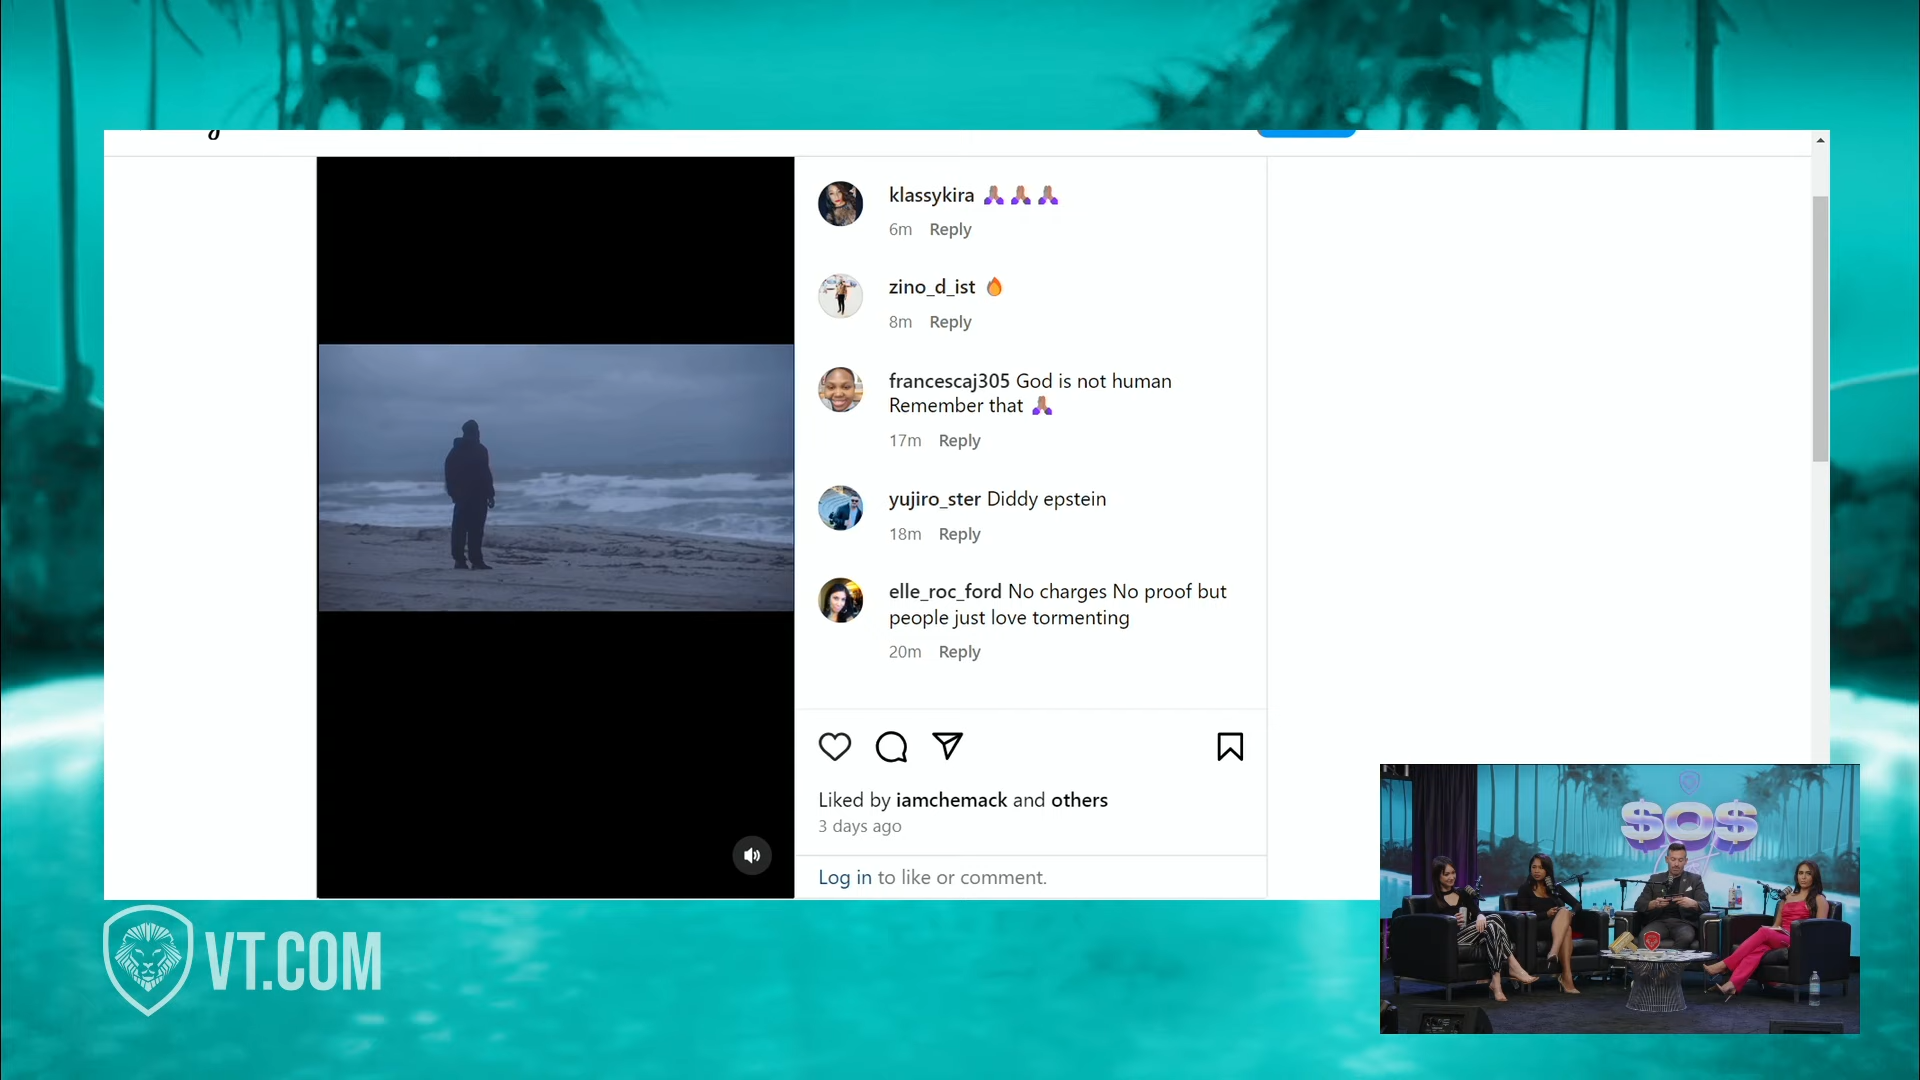 klassykira
6m Reply
zino_d_ist
8m Reply
francescaj305 God is not human
Remember that
17m Reply
yujiro_ster Diddy epstein
18m Reply
elle_roc_ford No charges No proof but
people just love tormenting
20m Reply
Liked by iamchemack and others
3 days ago
Log in to like or comment.
VT.COM
$O$